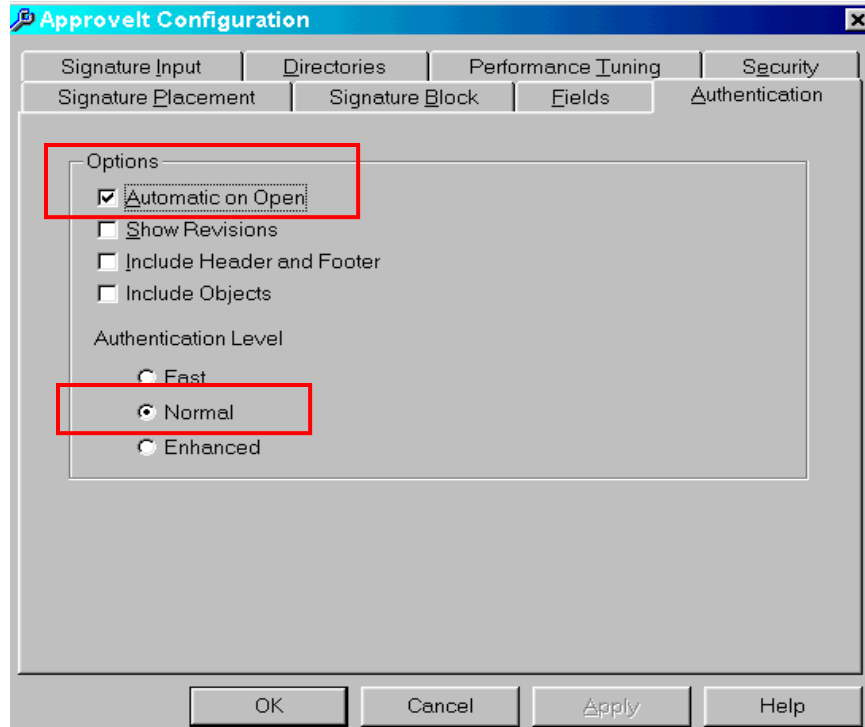 ApproveIt Configuration
Signature Input Directories Performance Tuning Security
Signature Placement Signature Block Fields Authentication
Options
Automatic on Open
Show Revisions
Include Header and Footer
Include Objects
Authentication Level
Fast
Normal
Enhanced
OK Cancel Apply Help